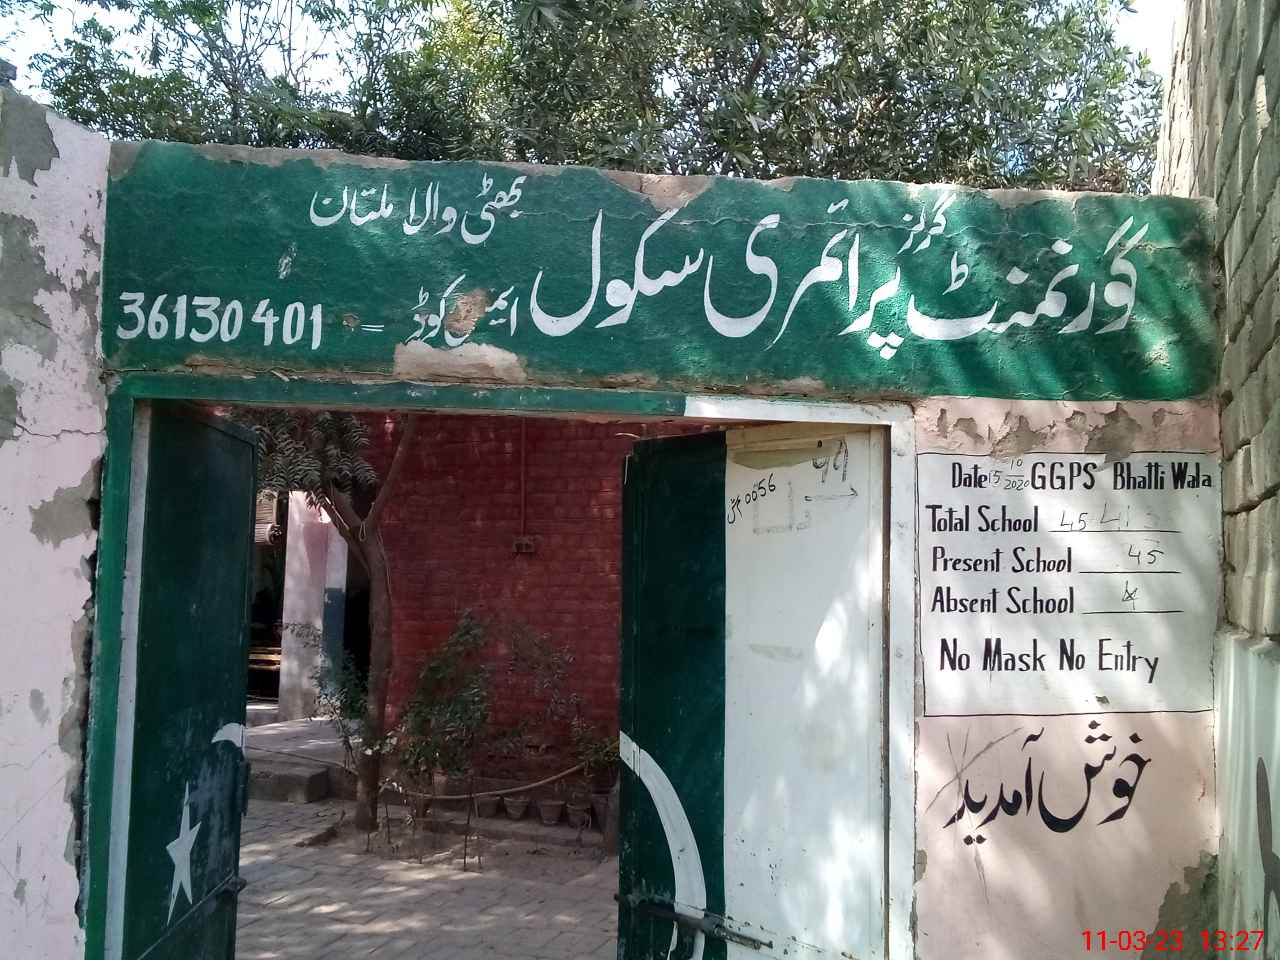 گورنمنٹ گرلز پرائمری سکول بھٹی والا ملتان
ایمس کوڈ = 36130401
0056
Date 15 10 2020 GGPS Bhatti Wala
Total School 45
Present School 45
Absent School
No Mask No Entry
خوش آمدید
11-03-23 13:27